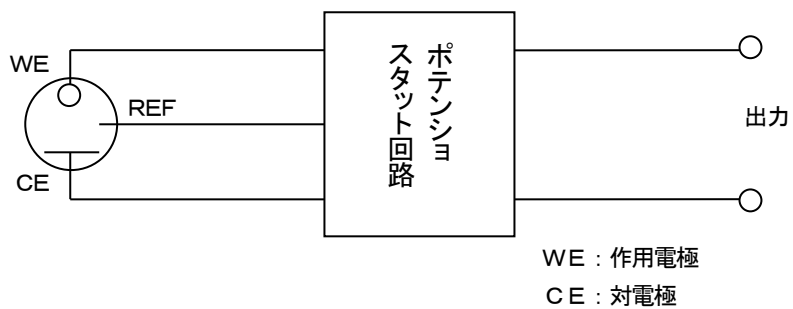 WE
REF
CE
ポテンショ
スタット回路
出力
WE:作用電極
CE:対電極